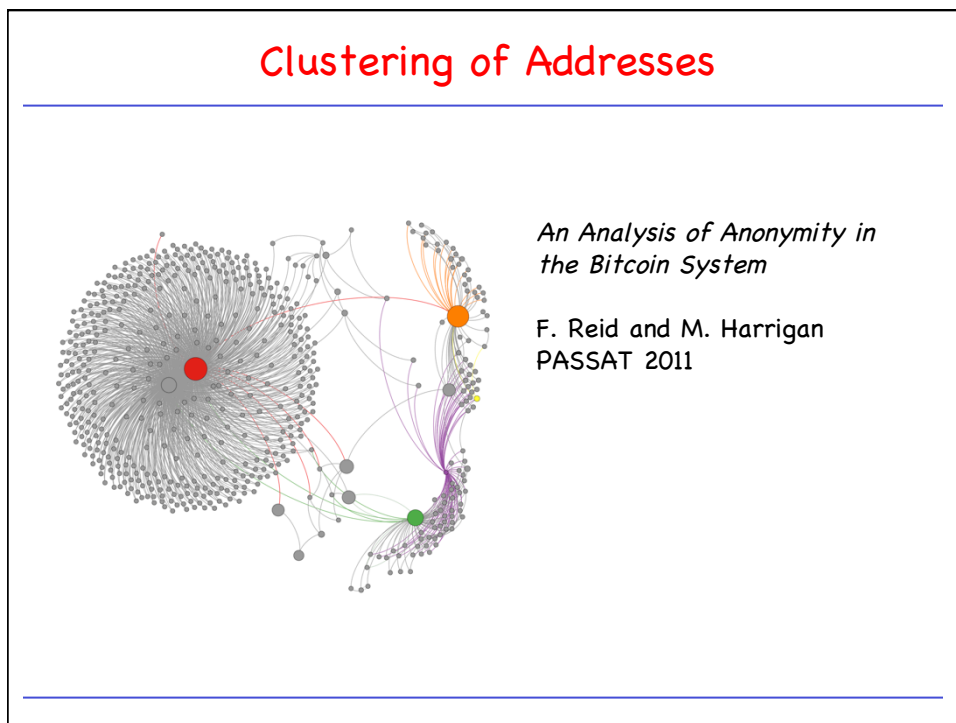 Clustering of Addresses
An Analysis of Anonymity in
the Bitcoin System
F. Reid and M. Harrigan
PASSAT 2011